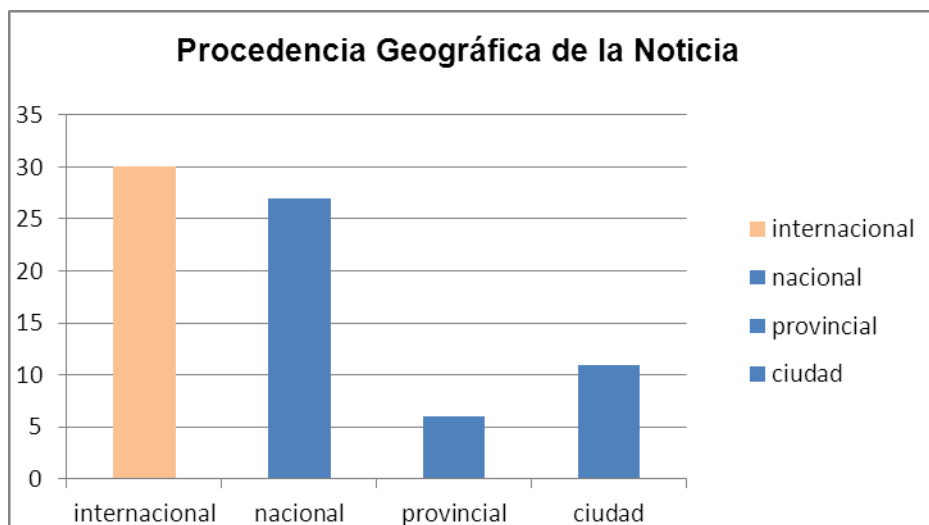 Procedencia Geográfica de la Noticia
35
30
25
20
15
10
5
0
internacional nacional provincial ciudad
internacional
nacional
provincial
ciudad